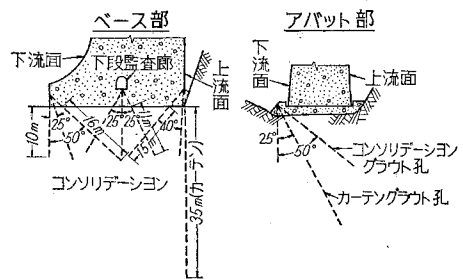 ベース部
下流面
下段監査廊
上流面
10m
25°
50°
16m
25°
25°
15m
40°
コンソリデーション
35m(カーテン)
アバット部
下流面
上流面
25°
50°
コンソリデーション
グラウト孔
カーテングラウト孔